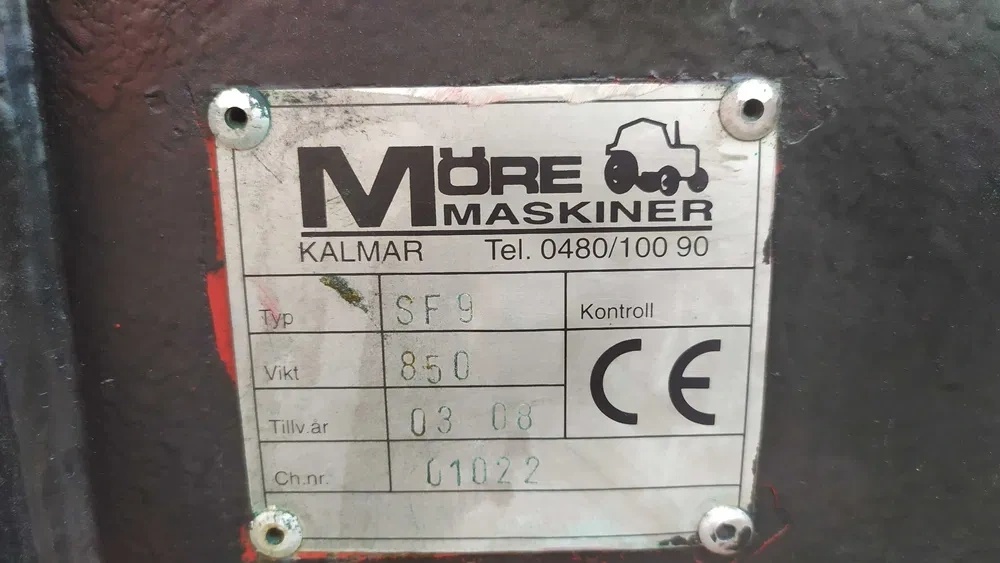 MÖRE
MASKINER
KALMAR Tel. 0480/100 90
Typ SF9 Kontroll
Vikt 850
CE
Tillv.år 03 08
Ch.nr. 01022